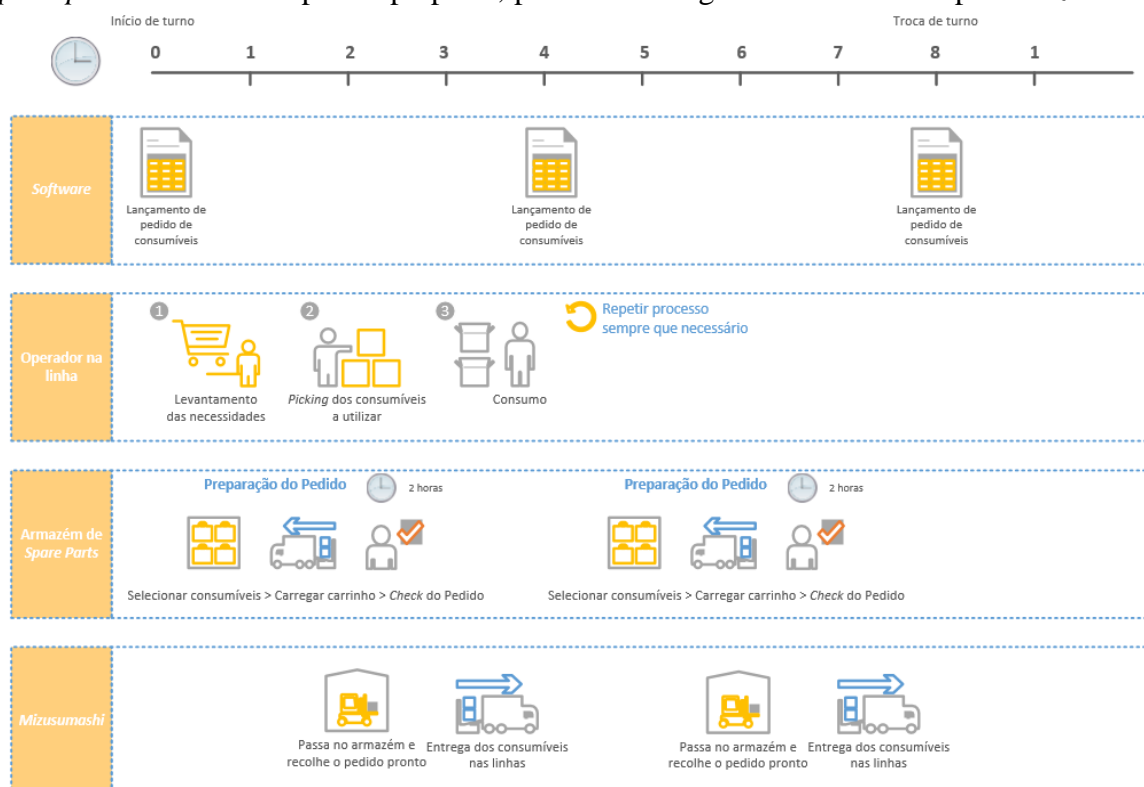 Início de turno
Troca de turno
0 1 2 3 4 5 6 7 8 1
Software
Lançamento de
pedido de
consumíveis
Lançamento de
pedido de
consumíveis
Lançamento de
pedido de
consumíveis
Operador na
linha
1
Levantamento
das necessidades
2
Picking dos consumíveis
a utilizar
3
Consumo
Repetir processo
sempre que necessário
Armazém de
Spare Parts
Preparação do Pedido
2 horas
Selecionar consumíveis > Carregar carrinho > Check do Pedido
Preparação do Pedido
2 horas
Selecionar consumíveis > Carregar carrinho > Check do Pedido
Mizusumashi
Passa no armazém e
recolhe o pedido pronto
Entrega dos consumíveis
nas linhas
Passa no armazém e
recolhe o pedido pronto
Entrega dos consumíveis
nas linhas